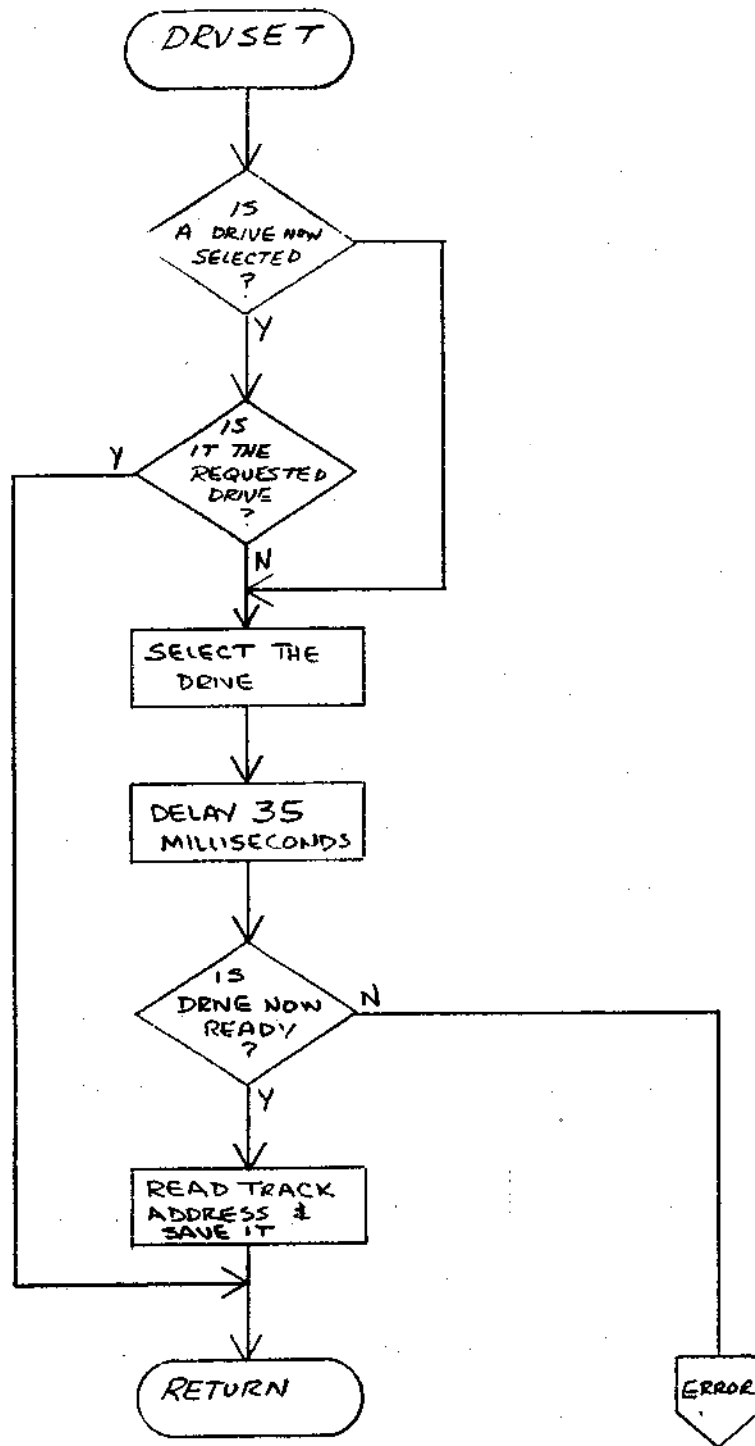 DRVSET
IS
A DRIVE NOW
SELECTED
?
Y
IS
IT THE
REQUESTED
DRIVE
?
Y
N
SELECT THE
DRIVE
DELAY 35
MILLISECONDS
IS
DRIVE NOW
READY
?
N
Y
READ TRACK
ADDRESS &
SAVE IT
RETURN
ERROR